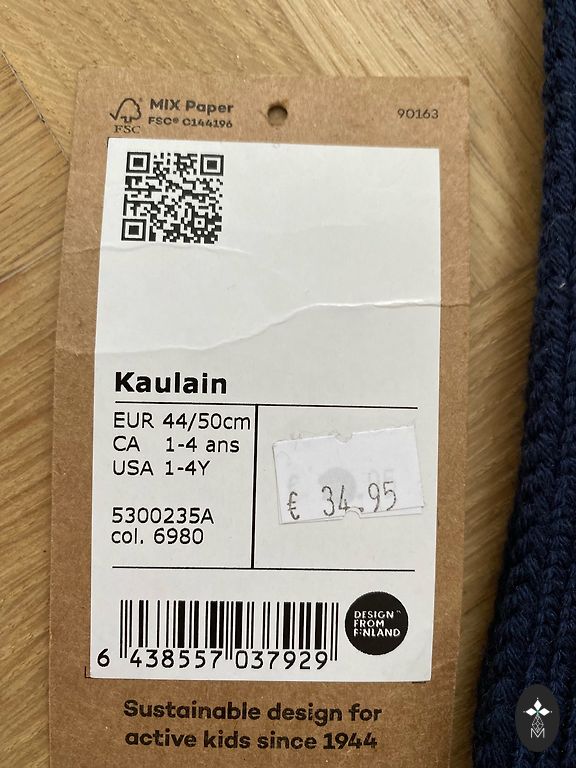 MIX Paper
FSC® C144196
FSC
90163
Kaulain
EUR 44/50cm
CA 1-4 ans
USA 1-4Y
5300235A
col. 6980
€ 34.95
DESIGN
FROM
FINLAND
6 438557 037929
Sustainable design for
active kids since 1944
M